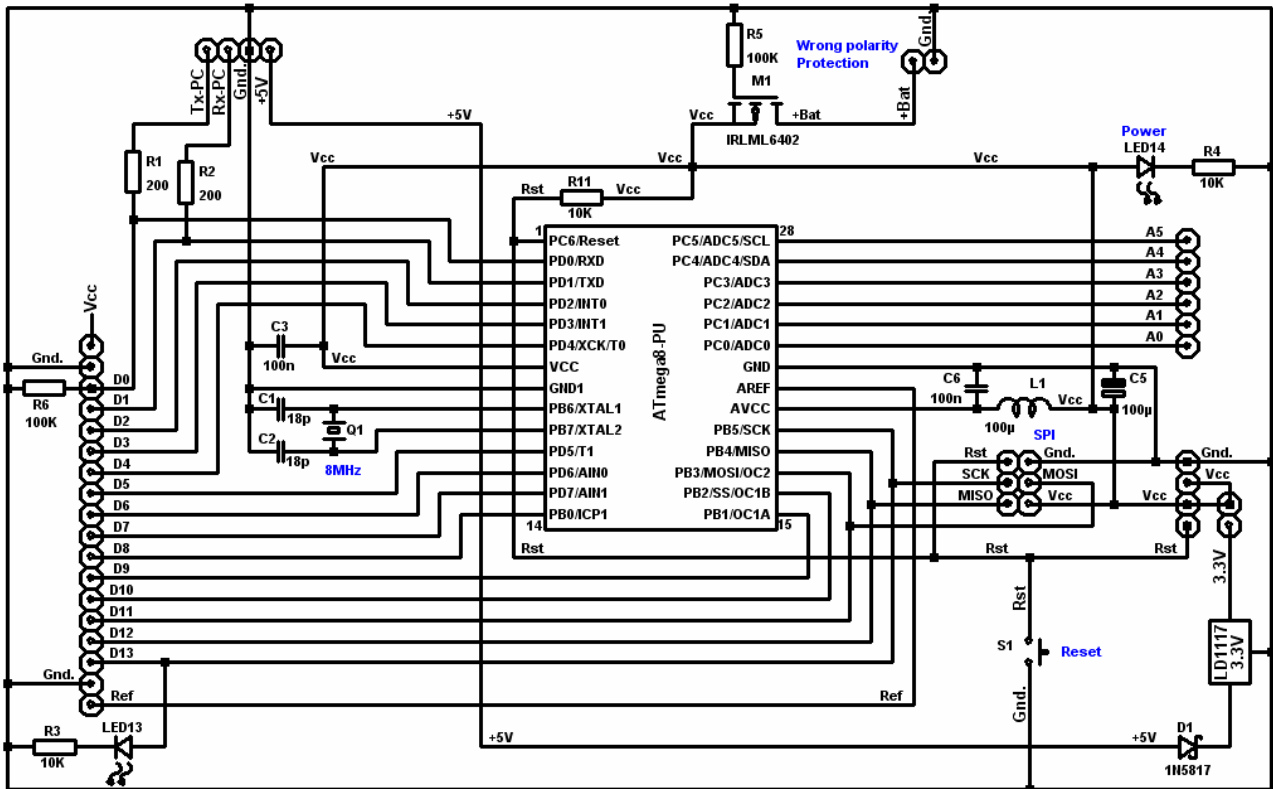 Tx-PC
Rx-PC
Gnd.
+5V
R5
100K
Wrong polarity
Protection
Gnd.
M1
+Bat
Vcc
+Bat
IRLML6402
+5V
R1
200
R2
200
Vcc
Vcc
Vcc
Power
LED14
R4
10K
Rst
R11
10K
Vcc
1
28
PC6/Reset
PD0/RXD
PD1/TXD
PD2/INT0
PD3/INT1
PD4/XCK/T0
VCC
GND1
PB6/XTAL1
PB7/XTAL2
PD5/T1
PD6/AIN0
PD7/AIN1
PB0/ICP1
14
ATmega8-PU
PC5/ADC5/SCL
PC4/ADC4/SDA
PC3/ADC3
PC2/ADC2
PC1/ADC1
PC0/ADC0
GND
AREF
AVCC
PB5/SCK
PB4/MISO
PB3/MOSI/OC2
PB2/SS/OC1B
PB1/OC1A
15
A5
A4
A3
A2
A1
A0
Vcc
Gnd.
R6
100K
D0
D1
D2
D3
D4
D5
D6
D7
D8
D9
D10
D11
D12
D13
Gnd.
Ref
Ref
C3
100n
Vcc
C1
18p
C2
18p
Q1
8MHz
C6
100n
L1
100µ
Vcc
C5
100µ
SPI
Rst
Gnd.
SCK
MOSI
MISO
Vcc
Gnd.
Vcc
Vcc
Rst
Rst
Rst
3.3V
Rst
S1
Reset
Gnd.
LD1117
3.3V
R3
10K
LED13
+5V
+5V
D1
1N5817